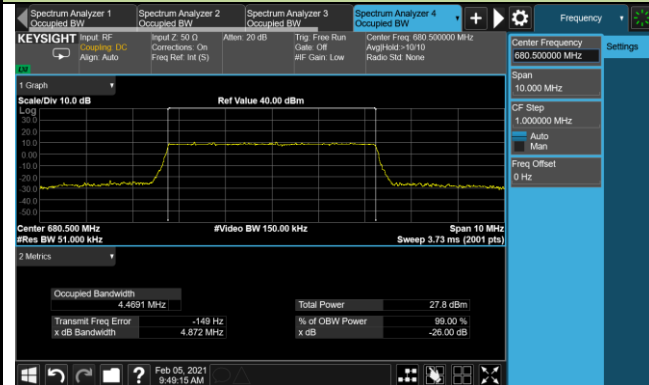 Spectrum Analyzer 1
Occupied BW
Spectrum Analyzer 2
Occupied BW
Spectrum Analyzer 3
Occupied BW
Spectrum Analyzer 4
Occupied BW
Frequency
KEYSIGHT
Input: RF
Coupling: DC
Align: Auto
Input Z: 50 Ω
Corrections: On
Freq Ref: Int (S)
Atten: 20 dB
Trig: Free Run
Gate: Off
#IF Gain: Low
Center Freq: 680.500000 MHz
Avg|Hold:>10/10
Radio Std: None
Center Frequency
680.500000 MHz
Settings
Span
10.000 MHz
CF Step
1.000000 MHz
Auto
Man
Freq Offset
0 Hz
1 Graph
Scale/Div 10.0 dB
Ref Value 40.00 dBm
Log
30.0
20.0
10.0
0.00
-10.0
-20.0
-30.0
-40.0
-50.0
Center 680.500 MHz
#Video BW 150.00 kHz
Span 10 MHz
#Res BW 51.000 kHz
Sweep 3.73 ms (2001 pts)
2 Metrics
Occupied Bandwidth
4.4691 MHz
Total Power
27.8 dBm
Transmit Freq Error
-149 Hz
% of OBW Power
99.00 %
x dB Bandwidth
4.872 MHz
x dB
-26.00 dB
?
Feb 05, 2021
9:49:15 AM